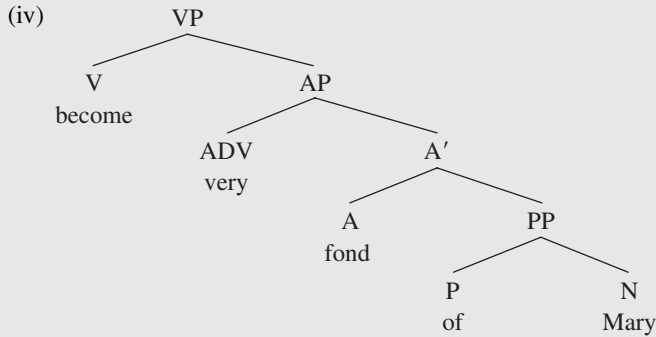 (iv) VP
V AP
become
ADV A′
very
A PP
fond
P N
of Mary